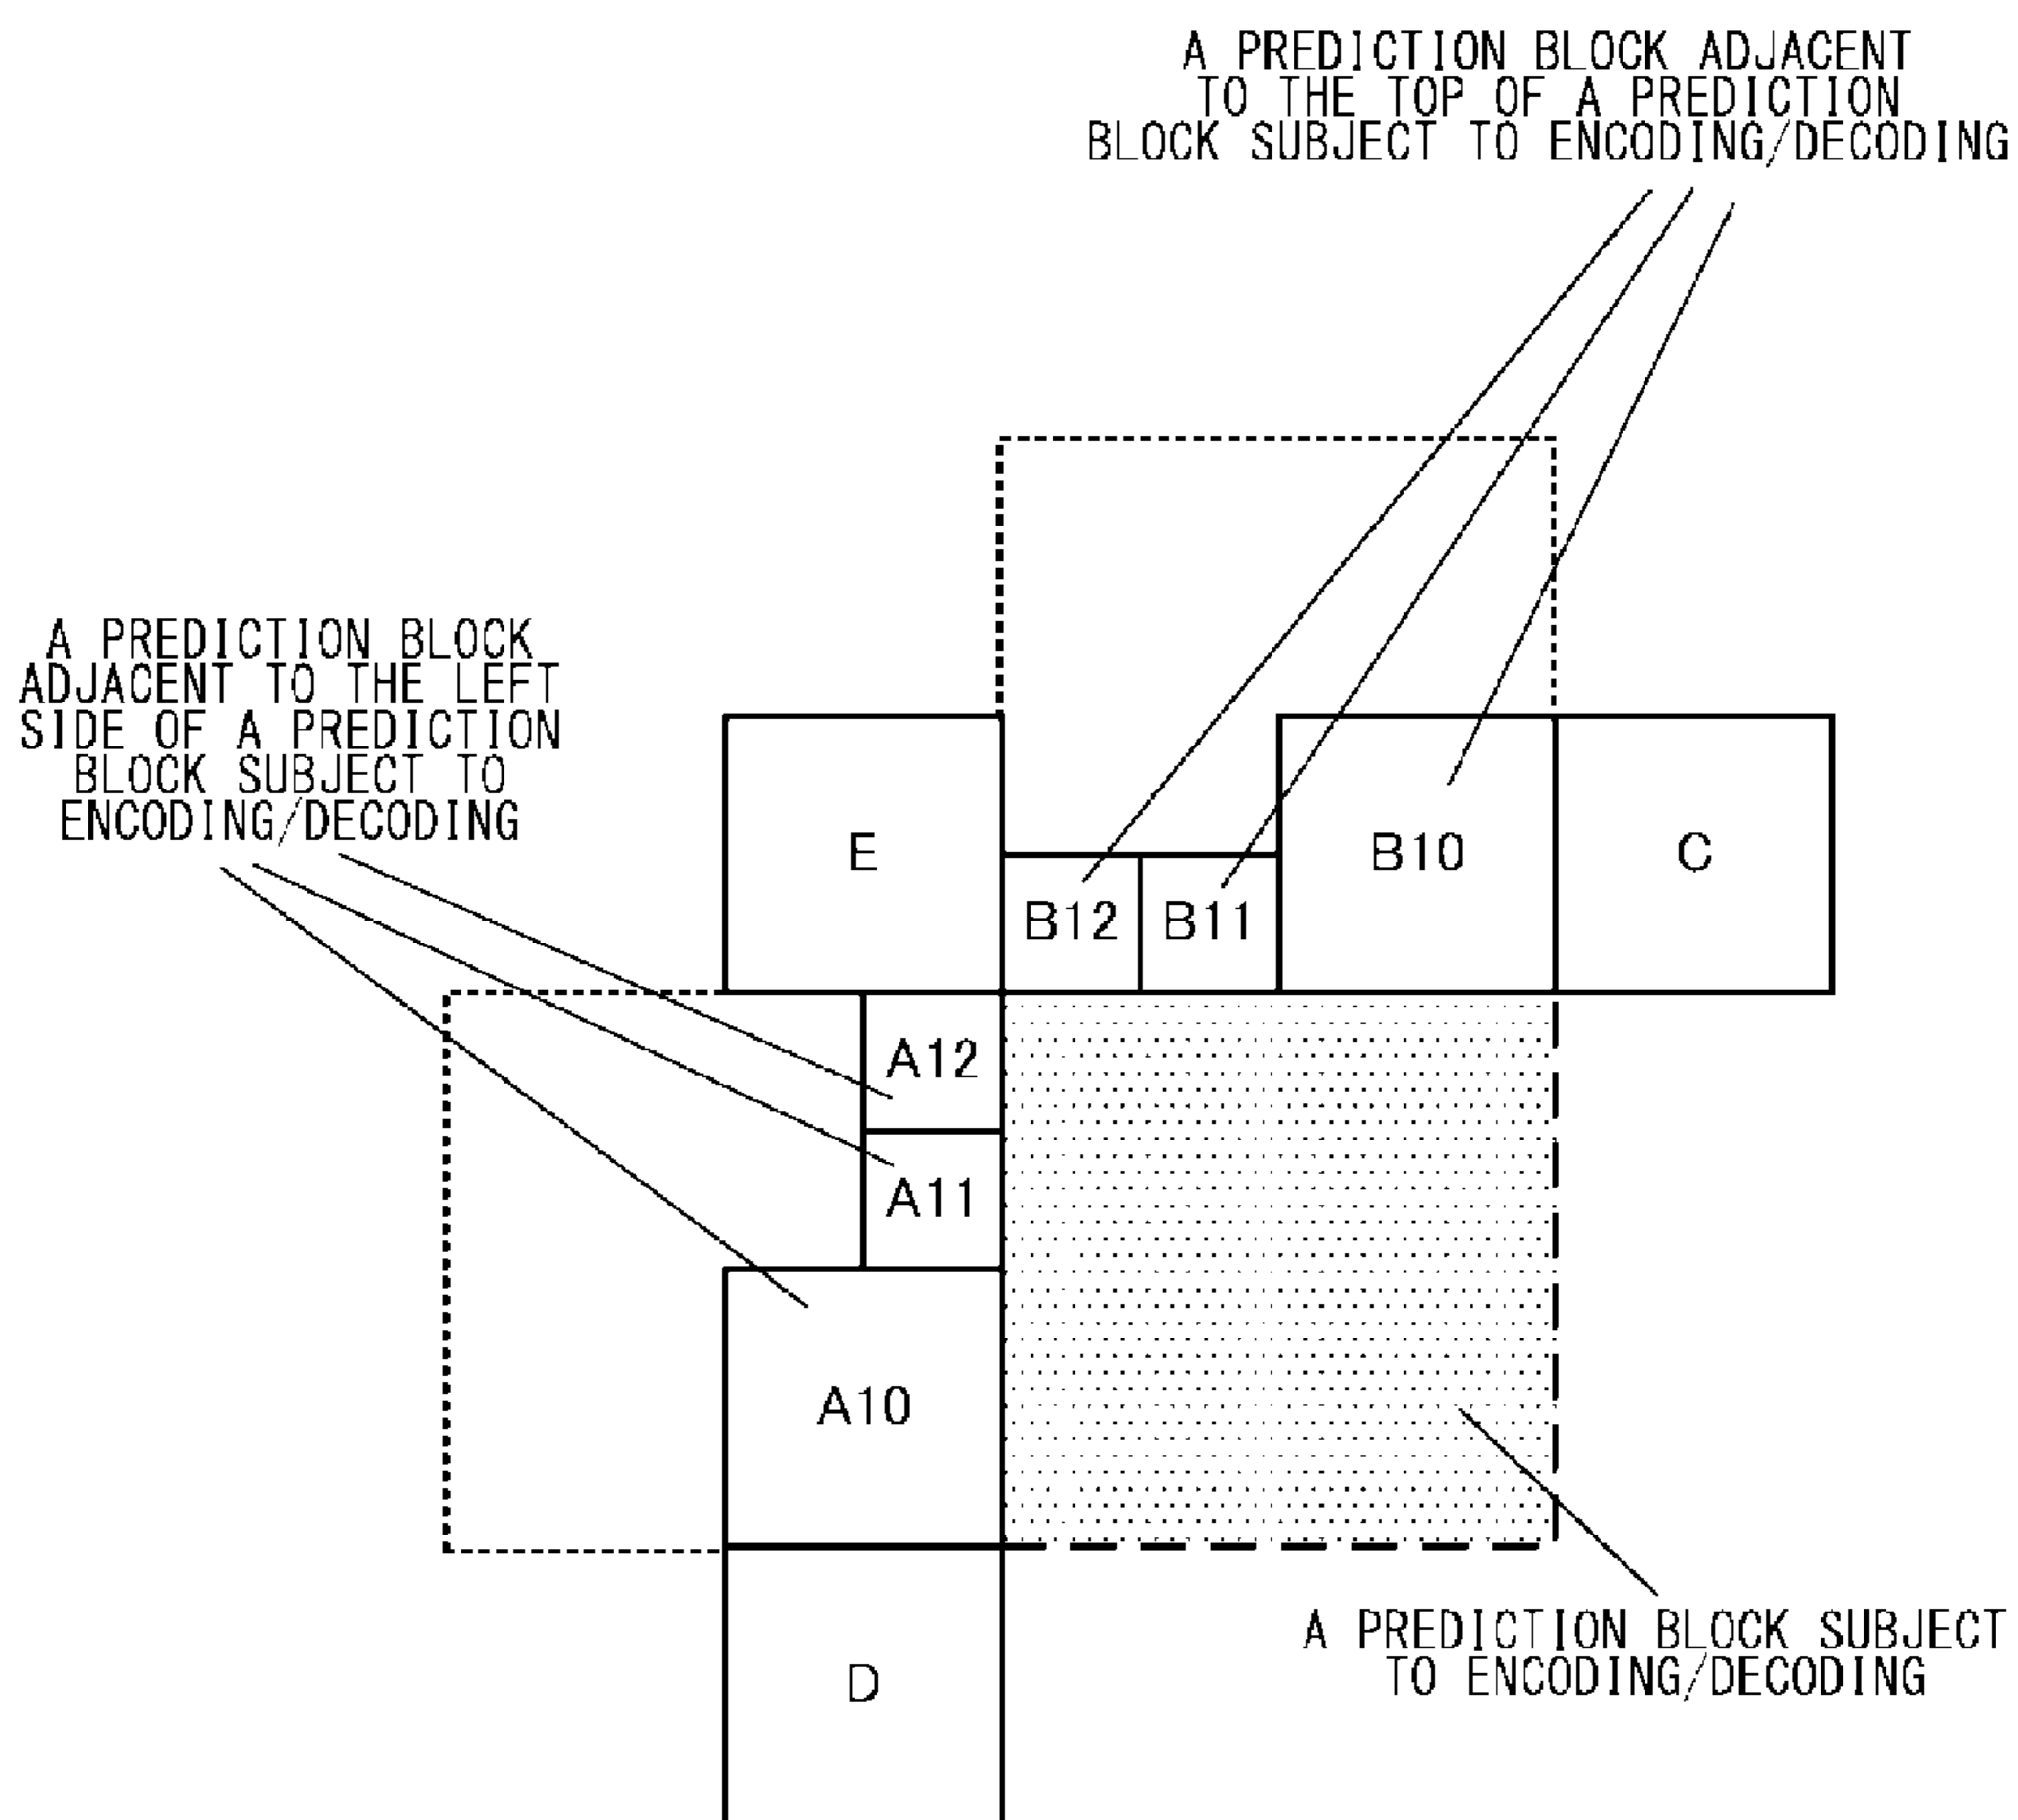 A PREDICTION BLOCK ADJACENT
TO THE TOP OF A PREDICTION
BLOCK SUBJECT TO ENCODING/DECODING
A PREDICTION BLOCK
ADJACENT TO THE LEFT
SIDE OF A PREDICTION
BLOCK SUBJECT TO
ENCODING/DECODING
E
B10
C
B12
B11
A12
A11
A10
A PREDICTION BLOCK SUBJECT
TO ENCODING/DECODING
D